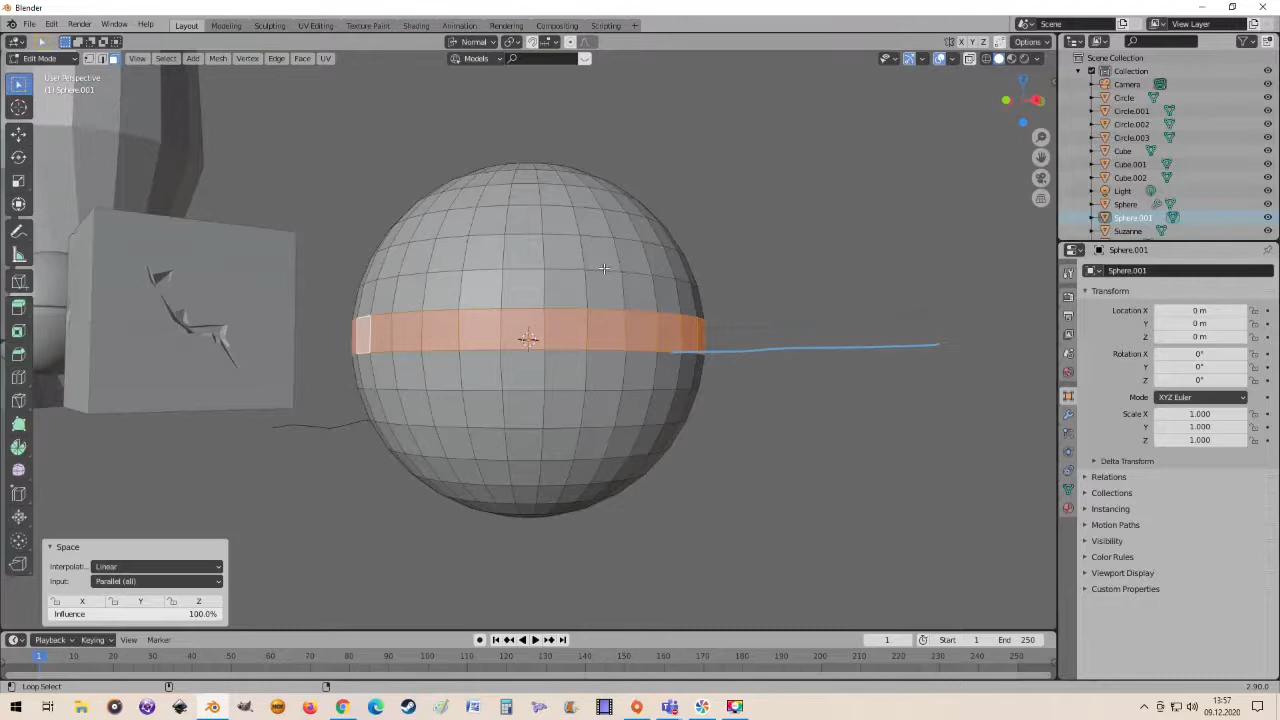 Blender
File Edit Render Window Help Layout Modeling Sculpting UV Editing Texture Paint Shading Animation Rendering Compositing Scripting + Scene View Layer
Normal X Y Z Options
Edit Mode View Select Add Mesh Vertex Edge Face UV Models
User Perspective
(1) Sphere.001
Scene Collection
Collection
Camera
Circle
Circle.001
Circle.002
Circle.003
Cube
Cube.001
Cube.002
Light
Sphere
Sphere.001
Suzanne
Sphere.001
Sphere.001
Transform
Location X 0 m
Y 0 m
Z 0 m
Rotation X 0°
Y 0°
Z 0°
Mode XYZ Euler
Scale X 1.000
Y 1.000
Z 1.000
Delta Transform
Relations
Collections
Instancing
Motion Paths
Visibility
Color Rules
Viewport Display
Custom Properties
Space
Interpolati.. Linear
Input: Parallel (all)
X Y Z
Influence 100.0%
Playback Keying View Marker 1 Start 1 End 250
1 10 20 30 40 50 60 70 80 90 100 110 120 130 140 150 160 170 180 190 200 210 220 230 240 250
Loop Select 2.90.0
13:57
09.12.2020